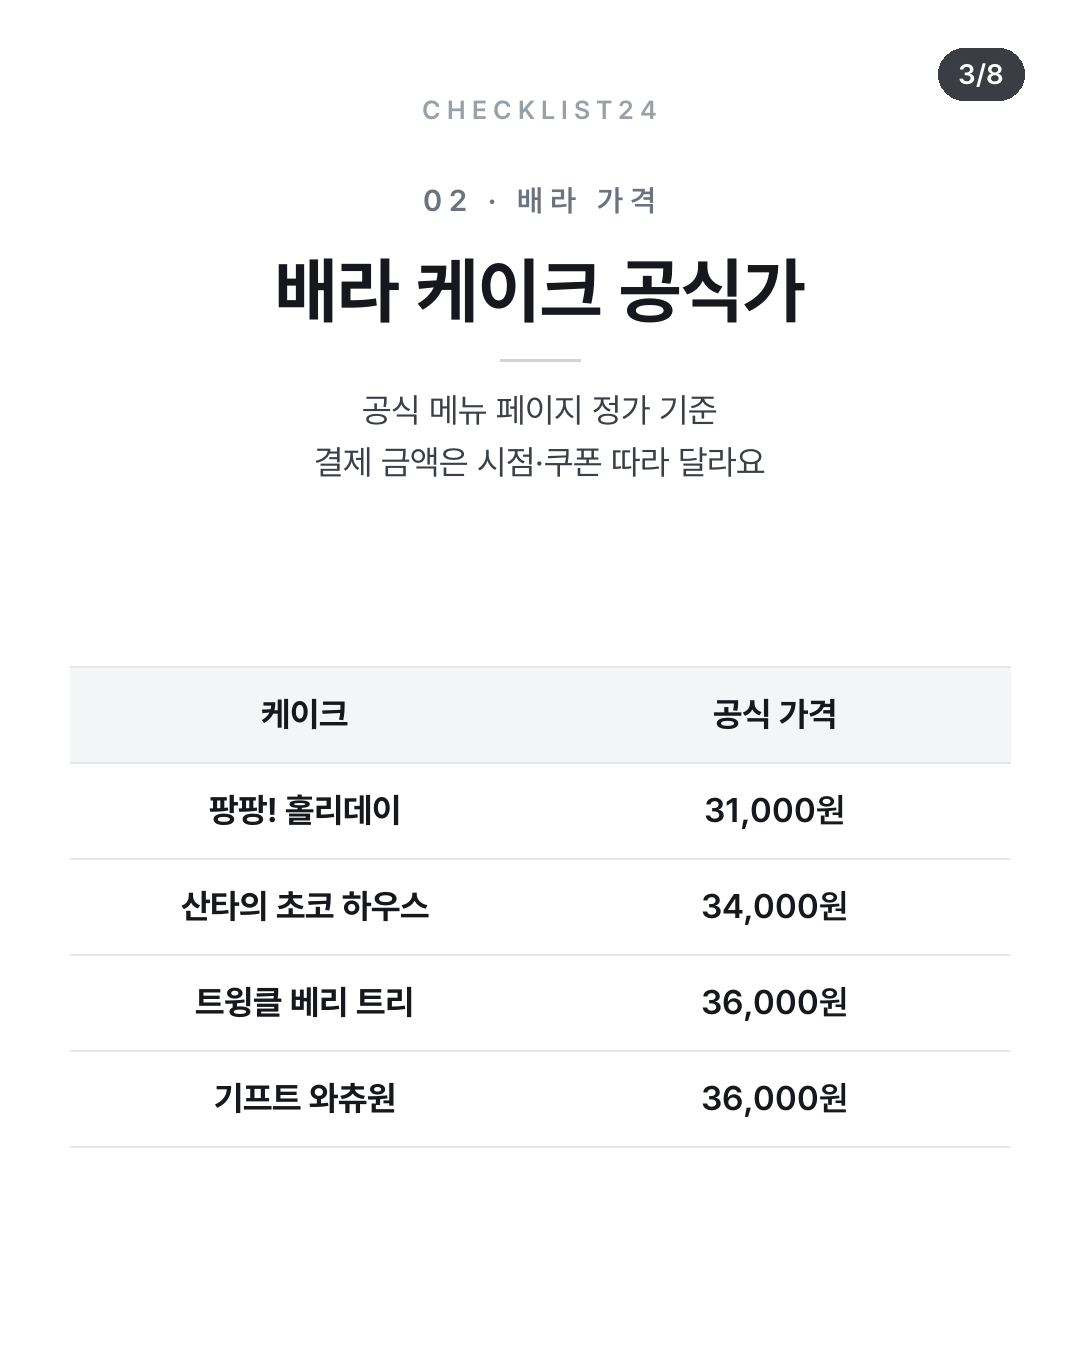 3/8
CHECKLIST24
02 · 배라 가격
배라 케이크 공식가
공식 메뉴 페이지 정가 기준
결제 금액은 시점·쿠폰 따라 달라요
케이크 공식 가격
팡팡! 홀리데이 31,000원
산타의 초코 하우스 34,000원
트윙클 베리 트리 36,000원
기프트 와츄원 36,000원